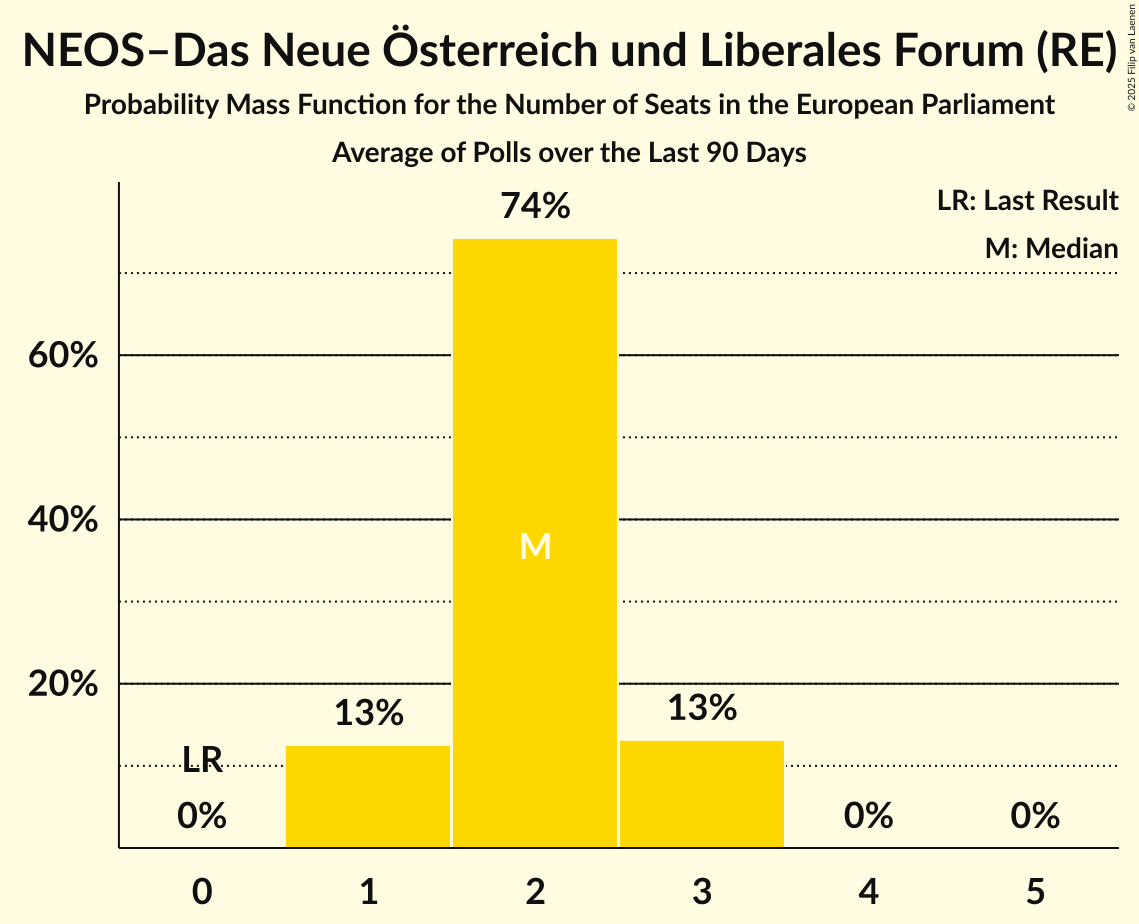 NEOS–Das Neue Österreich und Liberales Forum (RE)
Probability Mass Function for the Number of Seats in the European Parliament
Average of Polls over the Last 90 Days
© 2025 Filip van Laenen
LR: Last Result
M: Median
74%
60%
40%
M
20%
13%
13%
LR
0%
0%
0%
0
1
2
3
4
5